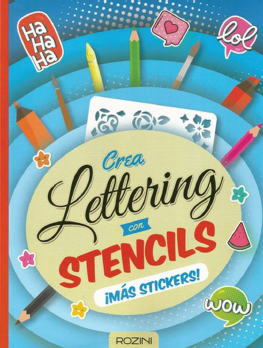 Ha
Ha
Ha
lol
Crea
Lettering
con
STENCILS
¡MÁS STICKERS!
WOW
ROZINI